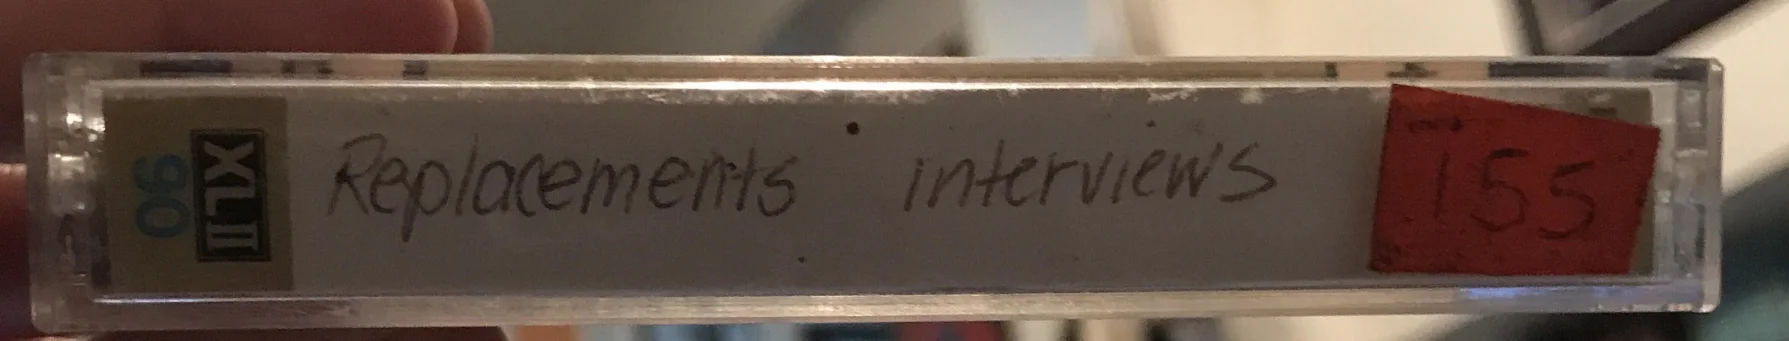 XLII 90
Replacements interviews
155